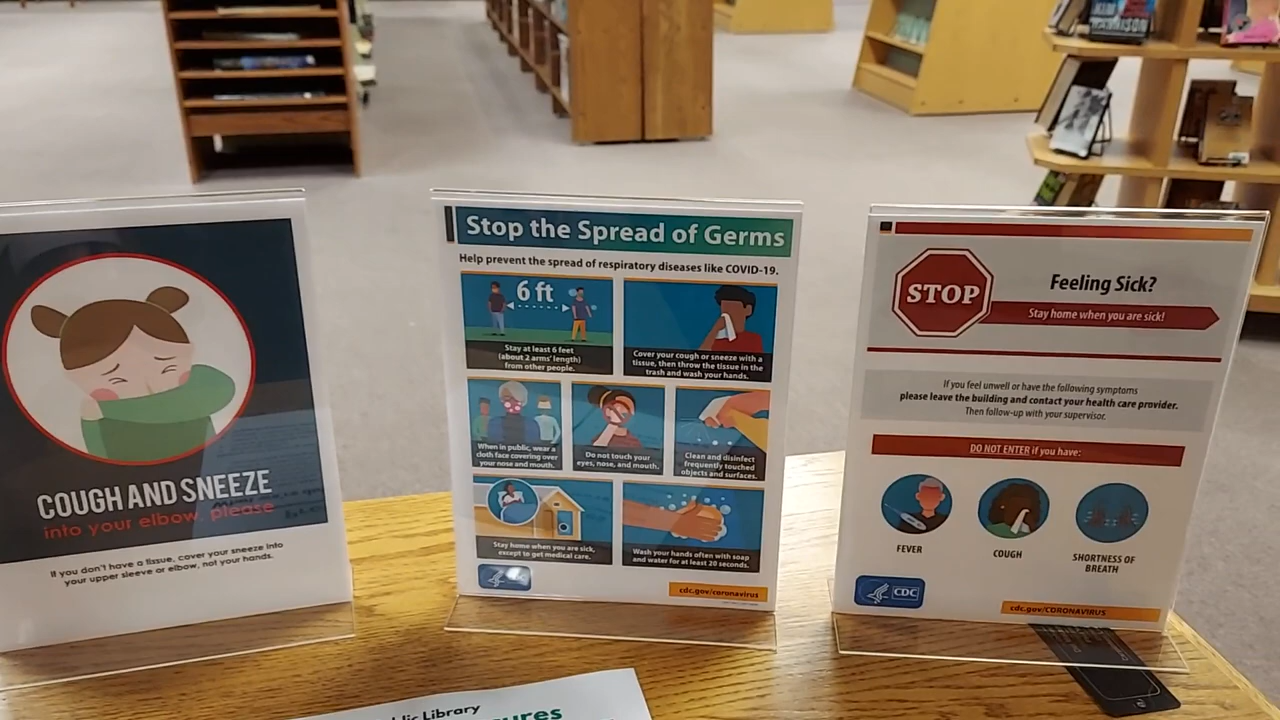 COUGH AND SNEEZE
into your elbow, please
If you don't have a tissue, cover your sneeze into
your upper sleeve or elbow, not your hands.
Stop the Spread of Germs
Help prevent the spread of respiratory diseases like COVID-19.
6 ft
Stay at least 6 feet
(about 2 arms' length)
from other people.
Cover your cough or sneeze with a
tissue, then throw the tissue in the
trash and wash your hands.
When in public, wear a
cloth face covering over
your nose and mouth.
Do not touch your
eyes, nose, and mouth.
Clean and disinfect
frequently touched
objects and surfaces.
Stay home when you are sick,
except to get medical care.
Wash your hands often with soap
and water for at least 20 seconds.
CDC
cdc.gov/coronavirus
STOP
Feeling Sick?
Stay home when you are sick!
If you feel unwell or have the following symptoms
please leave the building and contact your health care provider.
Then follow-up with your supervisor.
DO NOT ENTER if you have:
FEVER
COUGH
SHORTNESS OF
BREATH
CDC
cdc.gov/CORONAVIRUS
Library